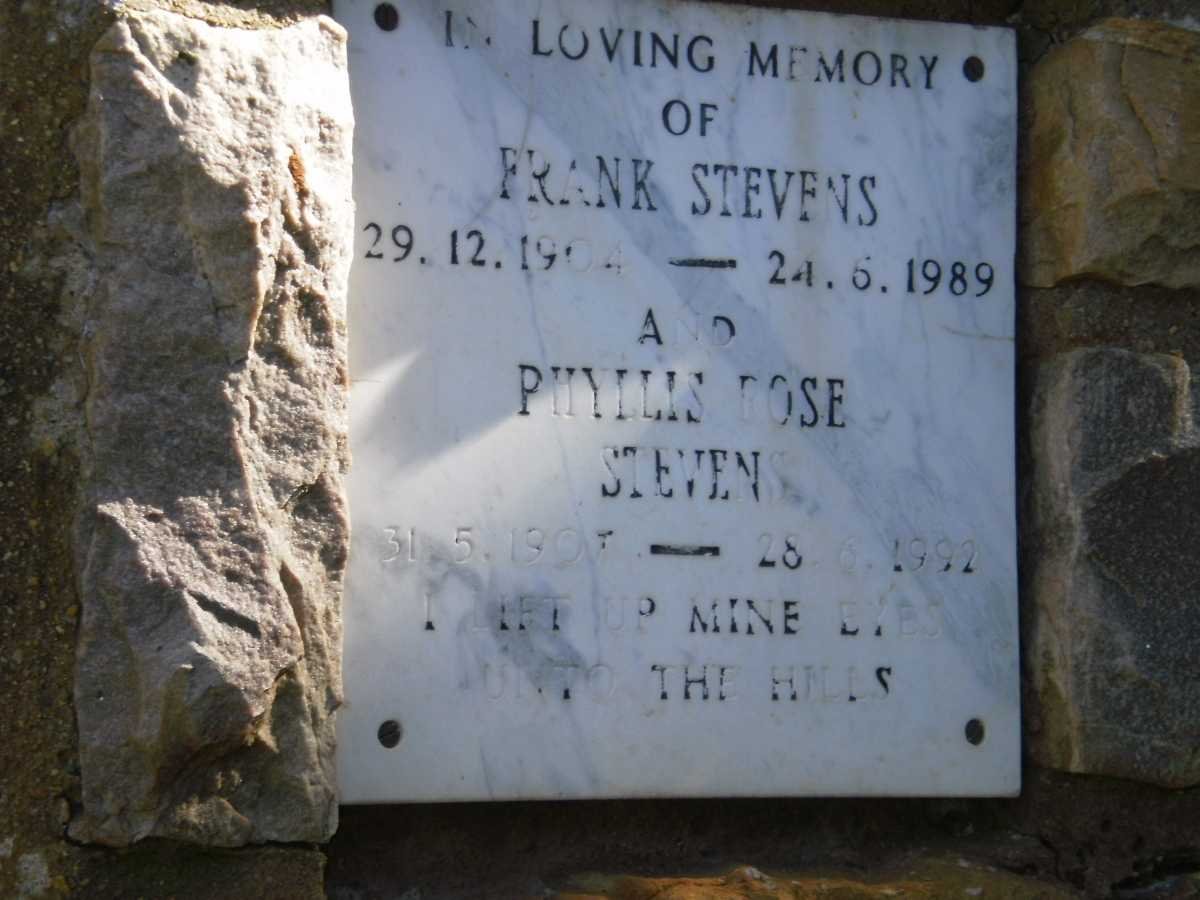 IN LOVING MEMORY
OF
FRANK STEVENS
29.12.1904 — 24.6.1989
AND
PHYLLIS ROSE
STEVENS
31.5.1907 — 28.6.1992
I LIFT UP MINE EYES
UNTO THE HILLS